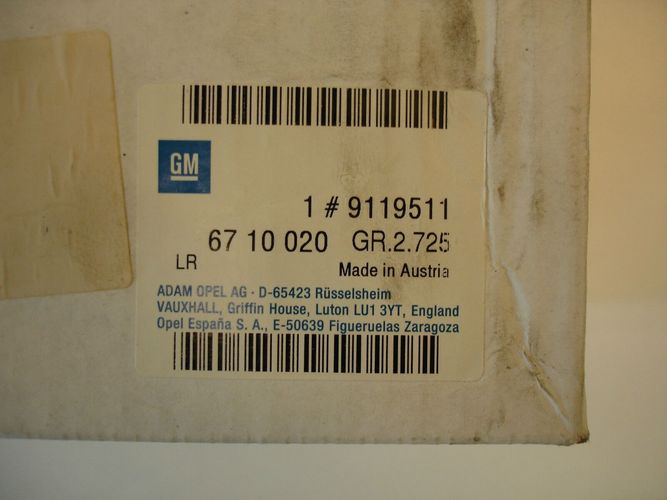 GM
1 # 9119511
67 10 020 GR.2.725
LR Made in Austria
ADAM OPEL AG · D-65423 Rüsselsheim
VAUXHALL, Griffin House, Luton LU1 3YT, England
Opel España S. A., E-50639 Figueruelas Zaragoza